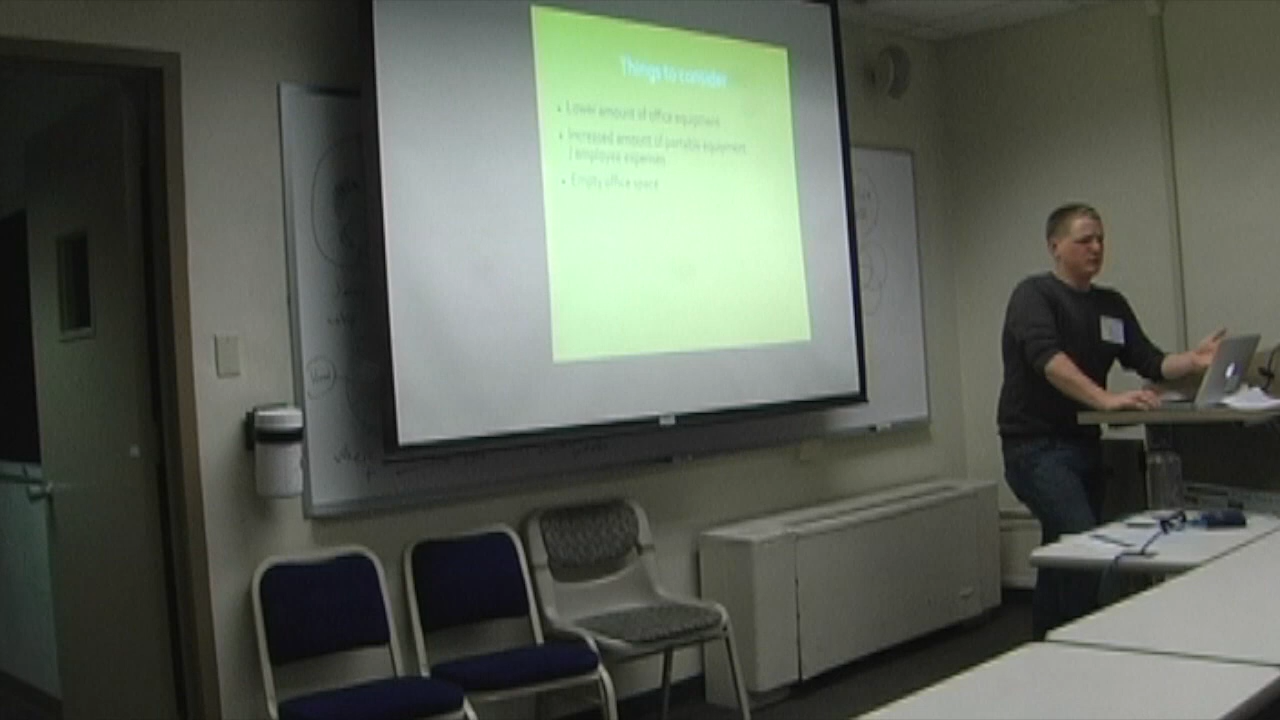 Things to consider
• Lower amount of office equipment
• Increased amount of portable equipment
/ employee expenses
• Empty office space